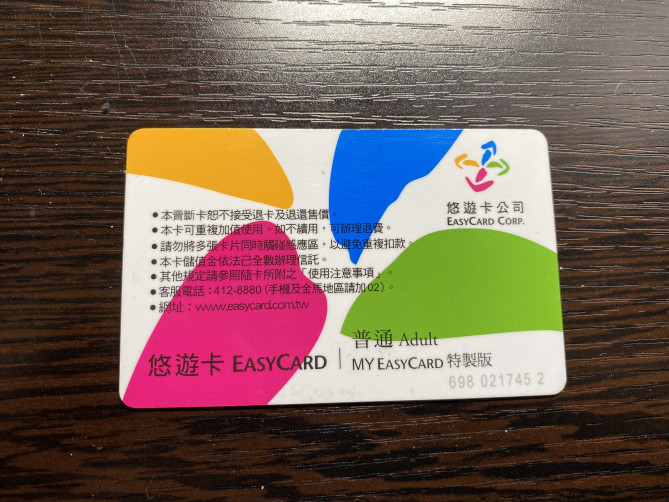 悠遊卡公司
EASYCARD CORP.
●本賣斷卡恕不接受退卡及退還售價。
●本卡可重複加值使用。如不續用，可辦理退費。
●請勿將多張卡片同時觸碰感應區，以避免重複扣款。
●本卡儲值金依法已全數辦理信託。
●其他規定請參照隨卡所附之「使用注意事項」。
●客服電話：412-8880 (手機及金馬地區請加02)。
●網址：www.easycard.com.tw
悠遊卡 EASYCARD
普通 Adult
MY EASYCARD 特製版
698 021745 2